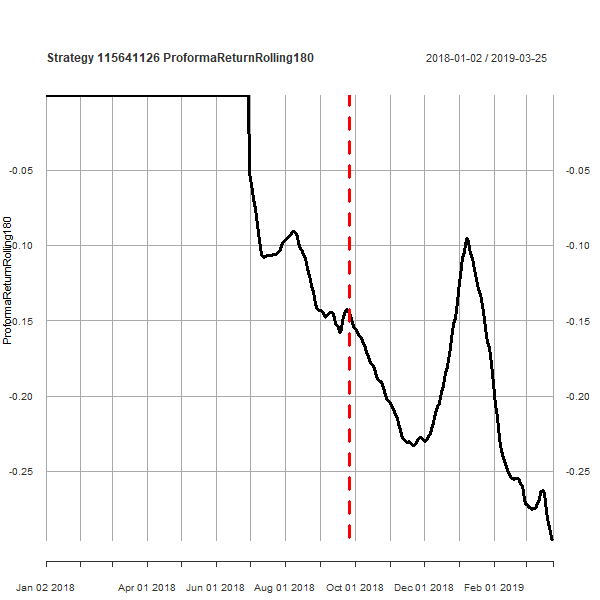 Strategy 115641126 ProformaReturnRolling180
2018-01-02 / 2019-03-25
ProformaReturnRolling180
-0.05 -0.05
-0.10 -0.10
-0.15 -0.15
-0.20 -0.20
-0.25 -0.25
Jan 02 2018 Apr 01 2018 Jun 01 2018 Aug 01 2018 Oct 01 2018 Dec 01 2018 Feb 01 2019